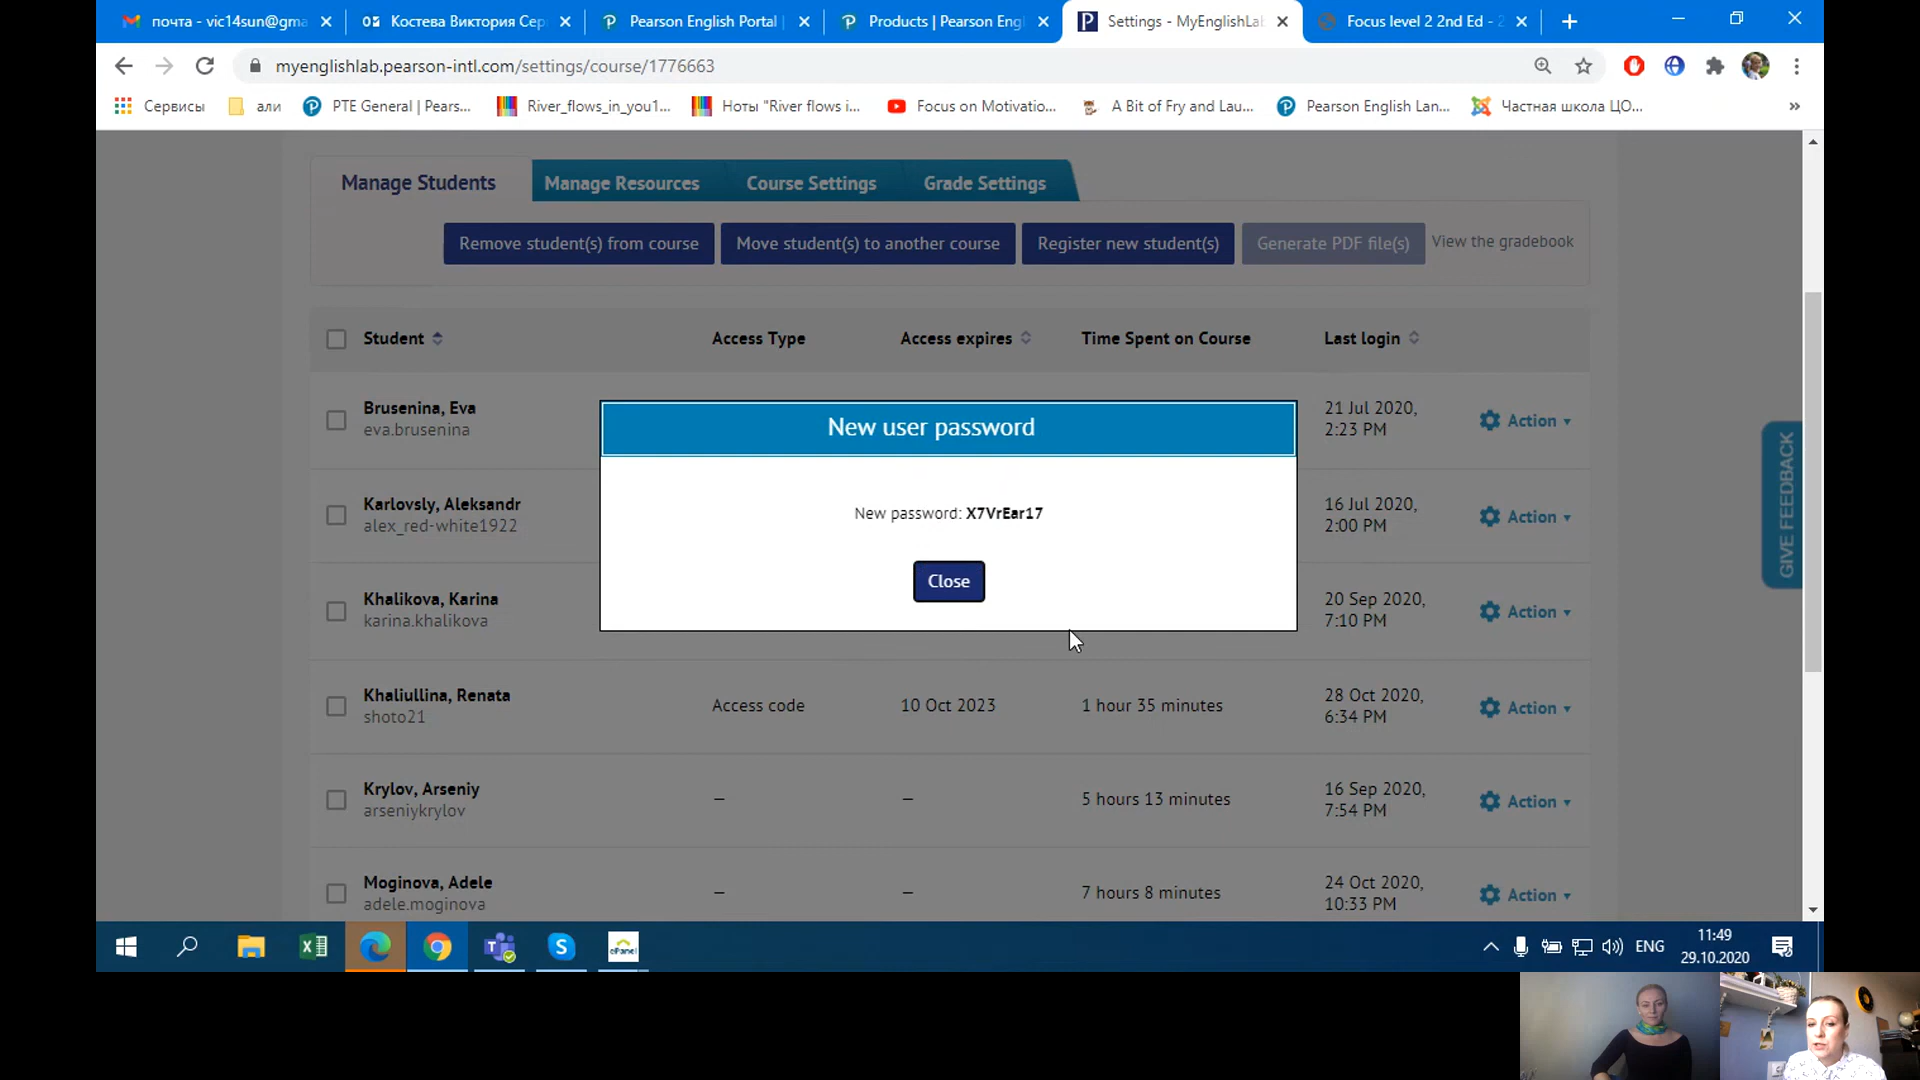 почта - vic14sun@gma
Костева Виктория Сер
Pearson English Portal |
Products | Pearson Eng
Settings - MyEnglishLab
Focus level 2 2nd Ed - 2
myenglishlab.pearson-intl.com/settings/course/1776663
Сервисы
али
PTE General | Pears...
River_flows_in_you1...
Ноты "River flows i...
Focus on Motivatio...
A Bit of Fry and Lau...
Pearson English Lan...
Частная школа ЦО...
»
Manage Students
Manage Resources
Course Settings
Grade Settings
Remove student(s) from course
Move student(s) to another course
Register new student(s)
Generate PDF file(s)
View the gradebook
Student
Access Type
Access expires
Time Spent on Course
Last login
Brusenina, Eva
eva.brusenina
21 Jul 2020,
2:23 PM
Action
New user password
New password: X7VrEar17
Close
Karlovsly, Aleksandr
alex_red-white1922
16 Jul 2020,
2:00 PM
Action
Khalikova, Karina
karina.khalikova
20 Sep 2020,
7:10 PM
Action
Khaliullina, Renata
shoto21
Access code
10 Oct 2023
1 hour 35 minutes
28 Oct 2020,
6:34 PM
Action
Krylov, Arseniy
arseniykrylov
—
—
5 hours 13 minutes
16 Sep 2020,
7:54 PM
Action
Moginova, Adele
adele.moginova
—
—
7 hours 8 minutes
24 Oct 2020,
10:33 PM
Action
GIVE FEEDBACK
ePanel
ENG
11:49
29.10.2020